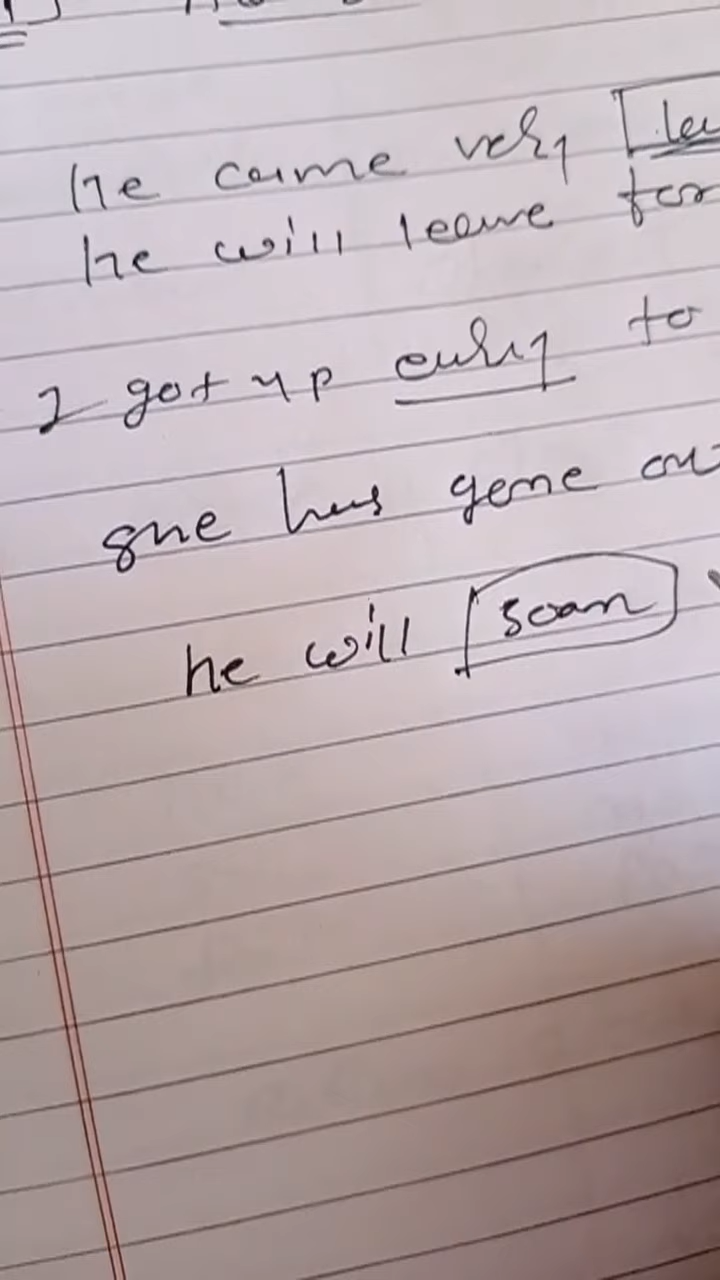 he came very
he will leave for
I got up early to
she has gone
he will soon